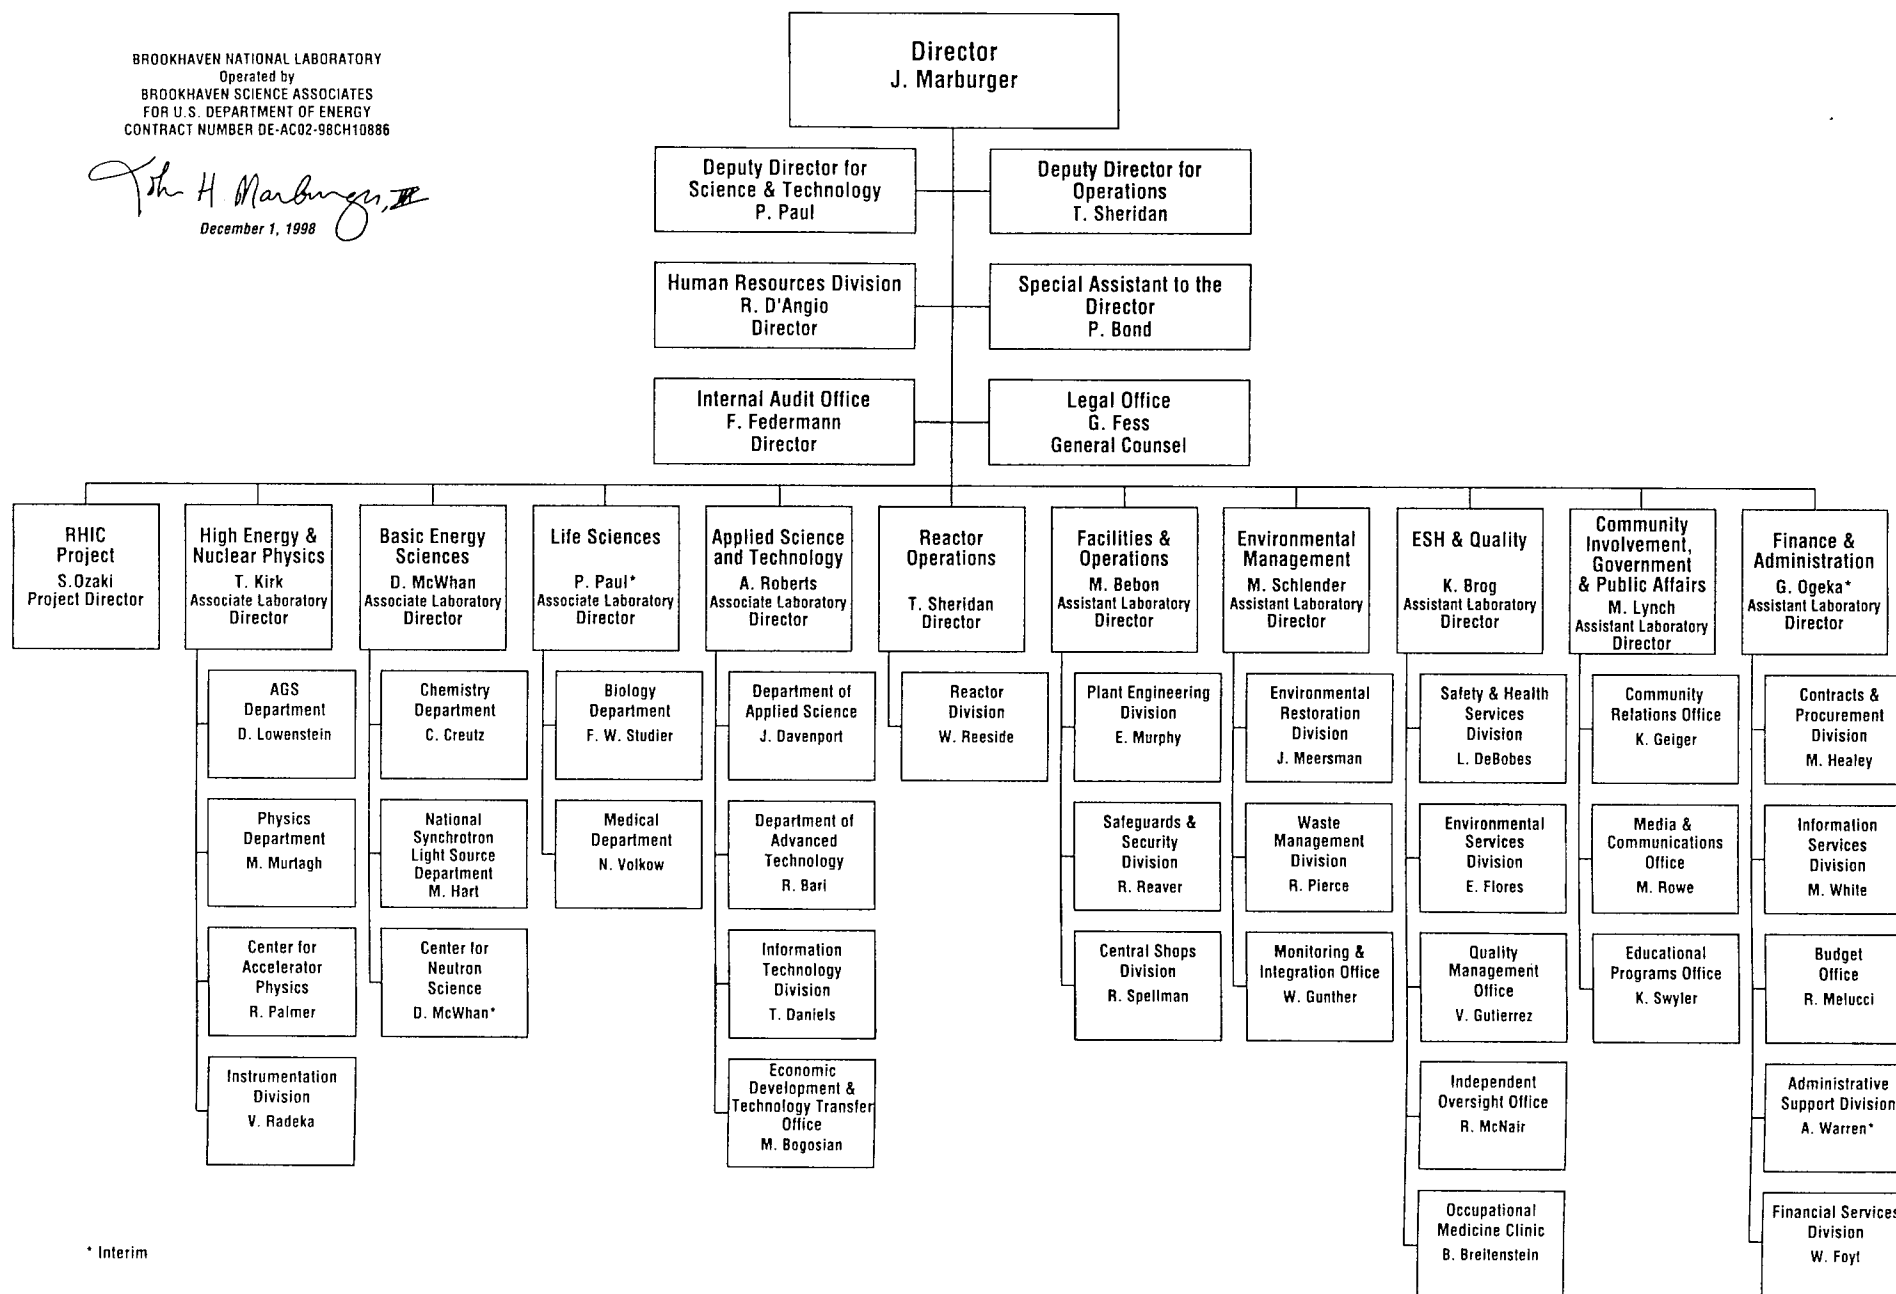 BROOKHAVEN NATIONAL LABORATORY
Operated by
BROOKHAVEN SCIENCE ASSOCIATES
FOR U.S. DEPARTMENT OF ENERGY
CONTRACT NUMBER DE-AC02-98CH10886
John H. Marburger, III
December 1, 1998
Director
J. Marburger
Deputy Director for
Science & Technology
P. Paul
Deputy Director for
Operations
T. Sheridan
Human Resources Division
R. D'Angio
Director
Special Assistant to the
Director
P. Bond
Internal Audit Office
F. Federmann
Director
Legal Office
G. Fess
General Counsel
RHIC
Project
S.Ozaki
Project Director
High Energy &
Nuclear Physics
T. Kirk
Associate Laboratory
Director
AGS
Department
D. Lowenstein
Physics
Department
M. Murtagh
Center for
Accelerator
Physics
R. Palmer
Instrumentation
Division
V. Radeka
Basic Energy
Sciences
D. McWhan
Associate Laboratory
Director
Chemistry
Department
C. Creutz
National
Synchrotron
Light Source
Department
M. Hart
Center for
Neutron
Science
D. McWhan*
Life Sciences
P. Paul*
Associate Laboratory
Director
Biology
Department
F. W. Studier
Medical
Department
N. Volkow
Applied Science
and Technology
A. Roberts
Associate Laboratory
Director
Department of
Applied Science
J. Davenport
Department of
Advanced
Technology
R. Bari
Information
Technology
Division
T. Daniels
Economic
Development &
Technology Transfer
Office
M. Bogosian
Reactor
Operations
T. Sheridan
Director
Reactor
Division
W. Reeside
Facilities &
Operations
M. Bebon
Assistant Laboratory
Director
Plant Engineering
Division
E. Murphy
Safeguards &
Security
Division
R. Reaver
Central Shops
Division
R. Spellman
Environmental
Management
M. Schlender
Assistant Laboratory
Director
Environmental
Restoration
Division
J. Meersman
Waste
Management
Division
R. Pierce
Monitoring &
Integration Office
W. Gunther
ESH & Quality
K. Brog
Assistant Laboratory
Director
Safety & Health
Services
Division
L. DeBobes
Environmental
Services
Division
E. Flores
Quality
Management
Office
V. Gutierrez
Independent
Oversight Office
R. McNair
Occupational
Medicine Clinic
B. Breitenstein
Community
Involvement,
Government
& Public Affairs
M. Lynch
Assistant Laboratory
Director
Community
Relations Office
K. Geiger
Media &
Communications
Office
M. Rowe
Educational
Programs Office
K. Swyler
Finance &
Administration
G. Ogeka*
Assistant Laboratory
Director
Contracts &
Procurement
Division
M. Healey
Information
Services
Division
M. White
Budget
Office
R. Melucci
Administrative
Support Division
A. Warren*
Financial Services
Division
W. Foyt
* Interim